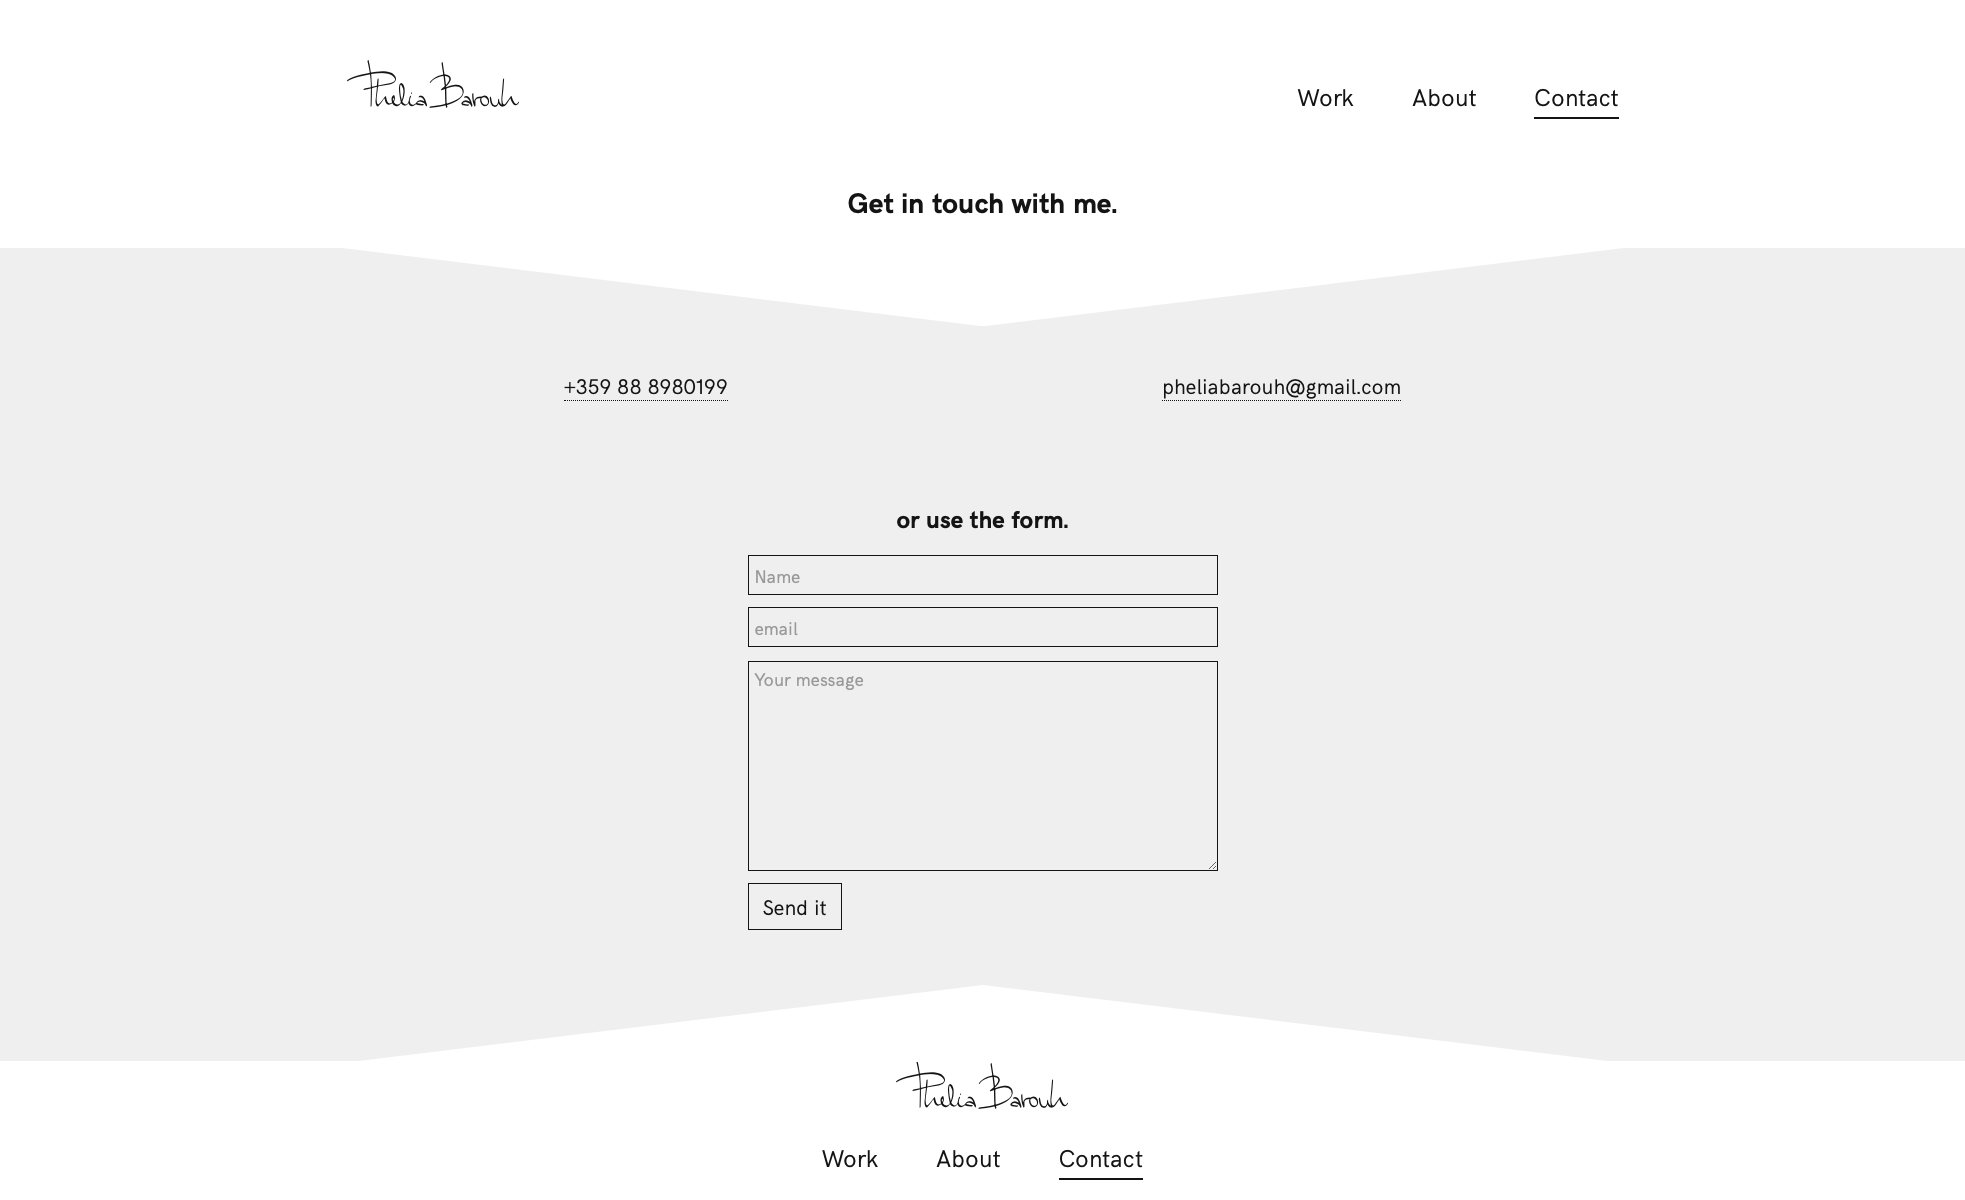 Phelia Barouh
Work About Contact
Get in touch with me.
+359 88 8980199 pheliabarouh@gmail.com
or use the form.
Name
email
Your message
Send it
Phelia Barouh
Work About Contact